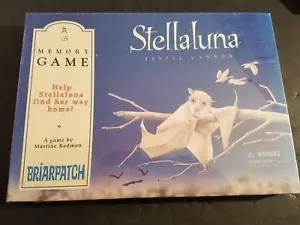 MEMORY
GAME
Help
Stellaluna
find her way
home!
A game by
Martine Redman
BRIARPATCH
Stellaluna
JANELL CANNON
WARNING